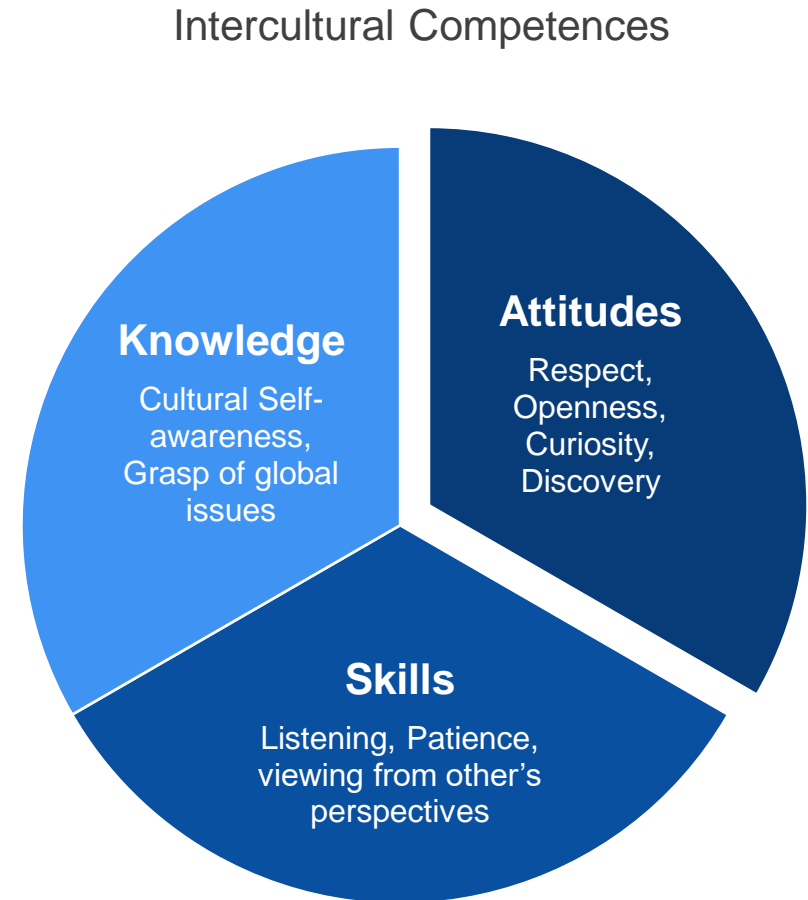 Intercultural Competences
Knowledge
Cultural Self-
awareness,
Grasp of global
issues
Attitudes
Respect,
Openness,
Curiosity,
Discovery
Skills
Listening, Patience,
viewing from other’s
perspectives